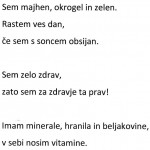 Sem majhen, okrogel in zelen.
Rastem ves dan,
če sem s soncem obsijan.
Sem zelo zdrav,
zato sem za zdravje ta prav!
Imam minerale, hranila in beljakovine,
v sebi nosim vitamine.